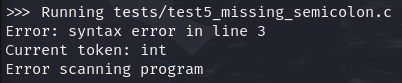 >>> Running tests/test5_missing_semicolon.c
Error: syntax error in line 3
Current token: int
Error scanning program